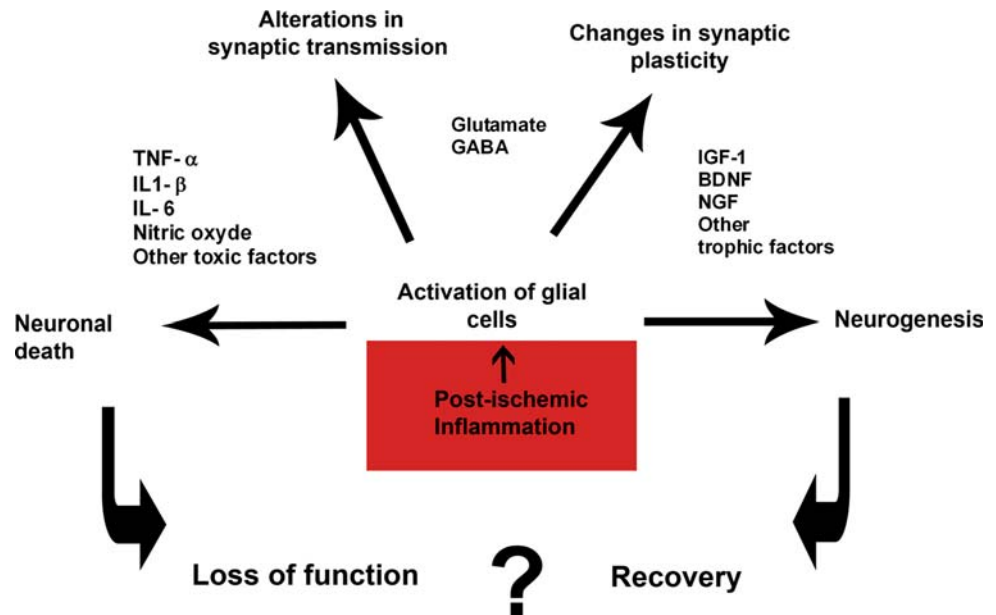 Alterations in
synaptic transmission
Changes in synaptic
plasticity
Glutamate
GABA
TNF- α
IL1- β
IL- 6
Nitric oxyde
Other toxic factors
IGF-1
BDNF
NGF
Other
trophic factors
Activation of glial
cells
Neuronal
death
Neurogenesis
Post-ischemic
Inflammation
Loss of function
?
Recovery